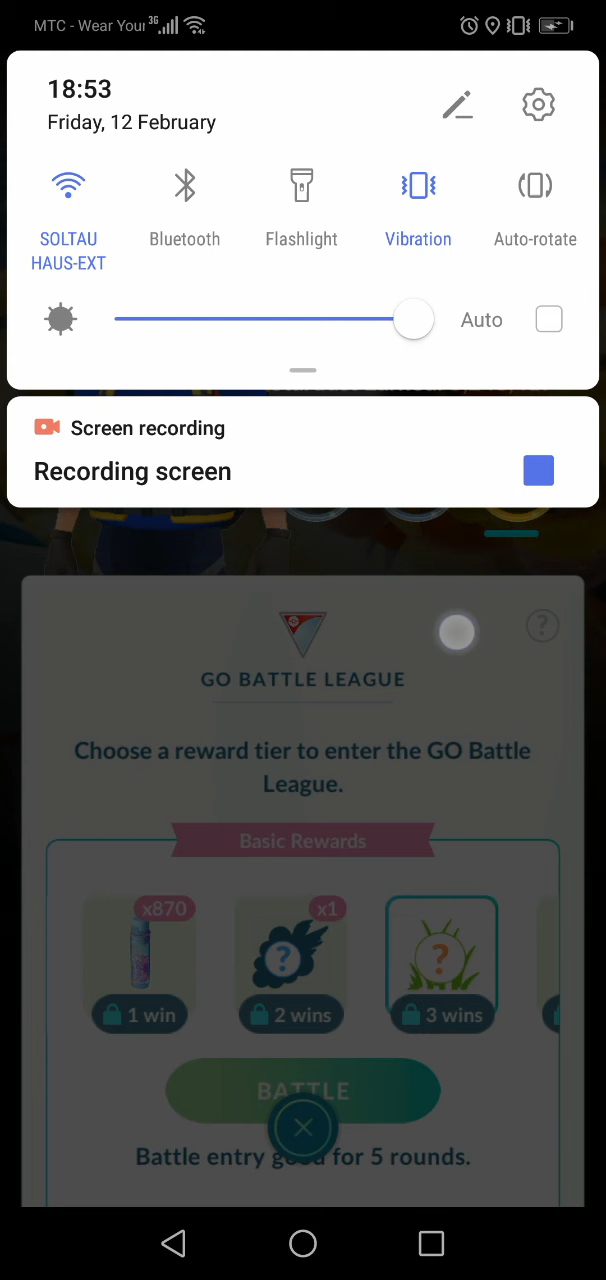 MTC - Wear Your 3G
18:53
Friday, 12 February
SOLTAU
HAUS-EXT
Bluetooth
Flashlight
Vibration
Auto-rotate
Auto
Screen recording
Recording screen
?
GO BATTLE LEAGUE
Choose a reward tier to enter the GO Battle
League.
Basic Rewards
x870
x1
?
?
1 win
2 wins
3 wins
BATTLE
Battle entry good for 5 rounds.